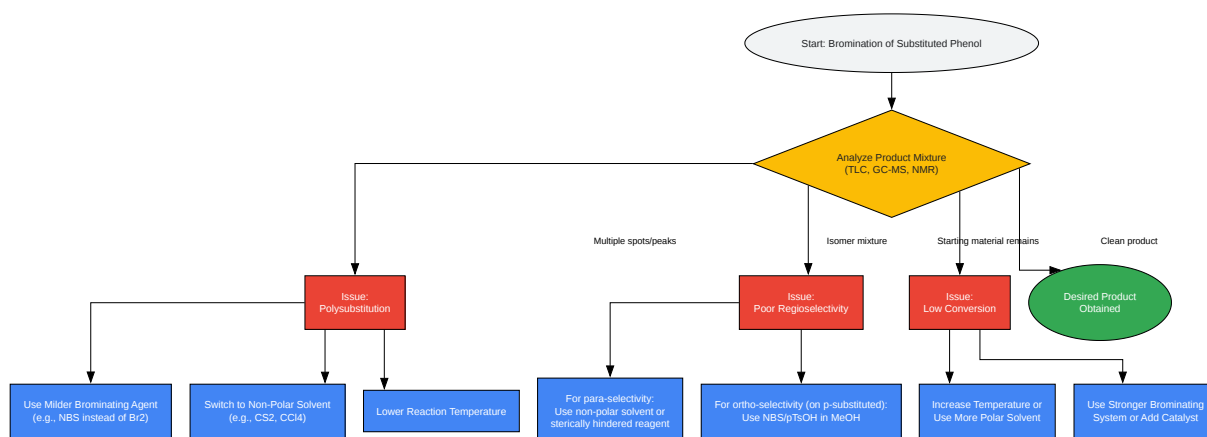 Start: Bromination of Substituted Phenol
Analyze Product Mixture
(TLC, GC-MS, NMR)
Multiple spots/peaks
Isomer mixture
Starting material remains
Clean product
Issue:
Polysubstitution
Issue:
Poor Regioselectivity
Issue:
Low Conversion
Desired Product
Obtained
Use Milder Brominating Agent
(e.g., NBS instead of Br2)
Switch to Non-Polar Solvent
(e.g., CS2, CCl4)
Lower Reaction Temperature
For para-selectivity:
Use non-polar solvent or
sterically hindered reagent
For ortho-selectivity (on p-substituted):
Use NBS/pTsOH in MeOH
Increase Temperature or
Use More Polar Solvent
Use Stronger Brominating
System or Add Catalyst